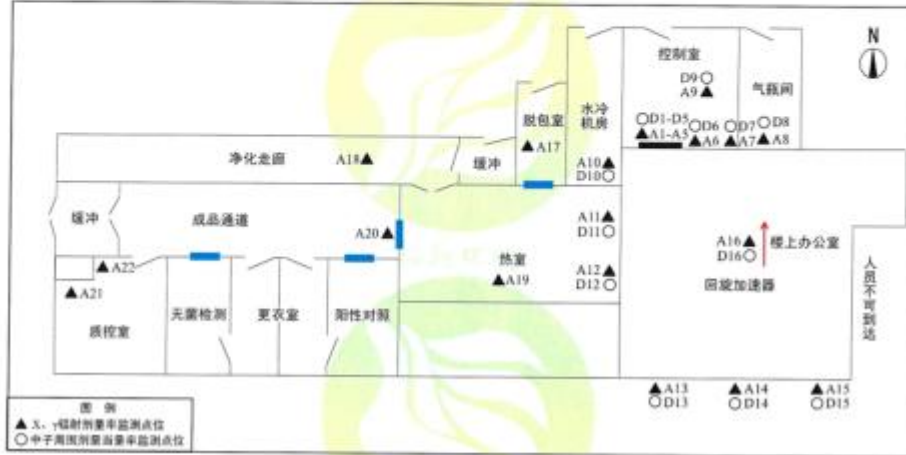 N
控制室
D9
A9
气瓶间
脱包室
水冷
机房
D1-D5
D6
D7
D8
A1-A5
A6
A7
A8
A17
净化走廊
A18
缓冲
A10
D10
缓冲
成品通道
A20
A11
D11
A16
D16
楼上办公室
热室
A12
D12
A19
回旋加速器
人员不可到达
A22
A21
质控室
无菌检测
更衣室
阳性对照
A13
D13
A14
D14
A15
D15
图 例
▲ X、γ辐射剂量率监测点位
○ 中子周围剂量当量率监测点位